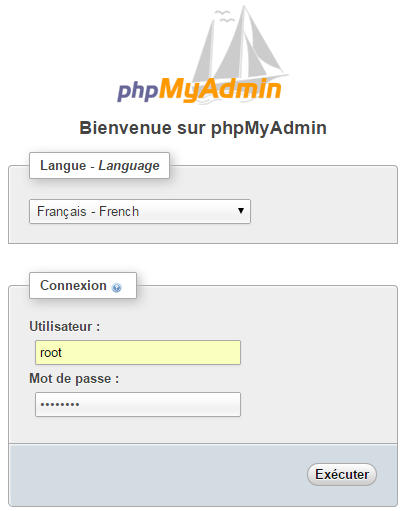 phpMyAdmin
Bienvenue sur phpMyAdmin
Langue - Language
Français - French
Connexion
Utilisateur :
root
Mot de passe :
••••••••
Exécuter